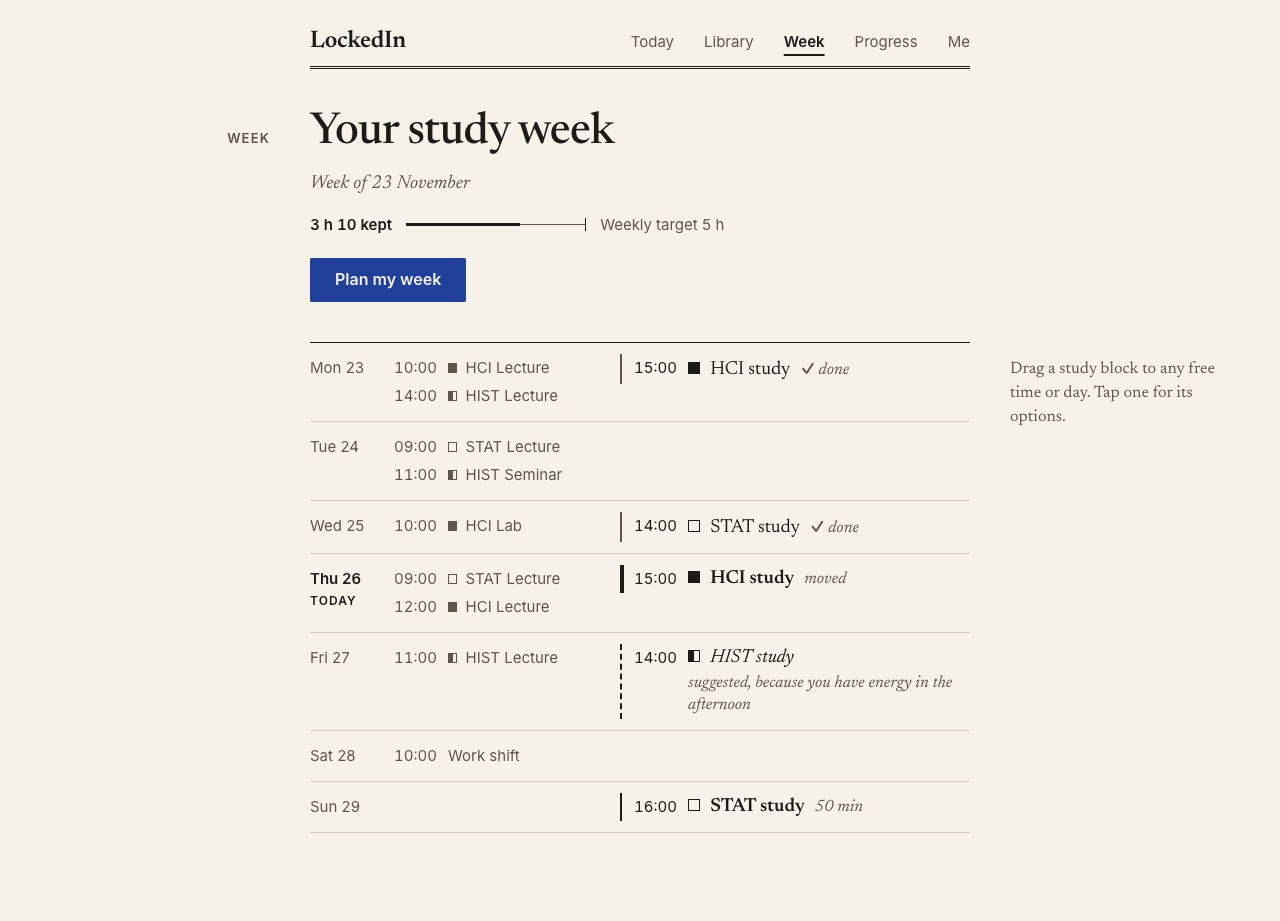 LockedIn
Today Library Week Progress Me
WEEK
Your study week
Week of 23 November
3 h 10 kept Weekly target 5 h
Plan my week
Mon 23 10:00 HCI Lecture 15:00 HCI study ✓ done
14:00 HIST Lecture
Drag a study block to any free
time or day. Tap one for its
options.
Tue 24 09:00 STAT Lecture
11:00 HIST Seminar
Wed 25 10:00 HCI Lab 14:00 STAT study ✓ done
Thu 26 09:00 STAT Lecture 15:00 HCI study moved
TODAY 12:00 HCI Lecture
Fri 27 11:00 HIST Lecture 14:00 HIST study
suggested, because you have energy in the
afternoon
Sat 28 10:00 Work shift
Sun 29 16:00 STAT study 50 min